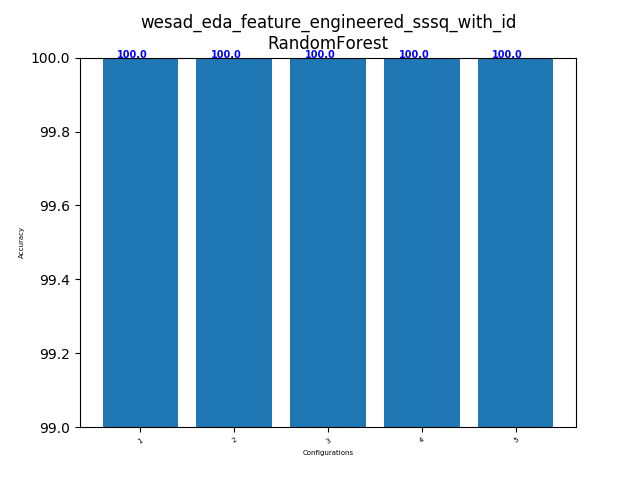 wesad_eda_feature_engineered_sssq_with_id
RandomForest
100.0 100.0 100.0 100.0 100.0
100.0
99.8
99.6
99.4
99.2
99.0
Accuracy
1 2 3 4 5
Configurations